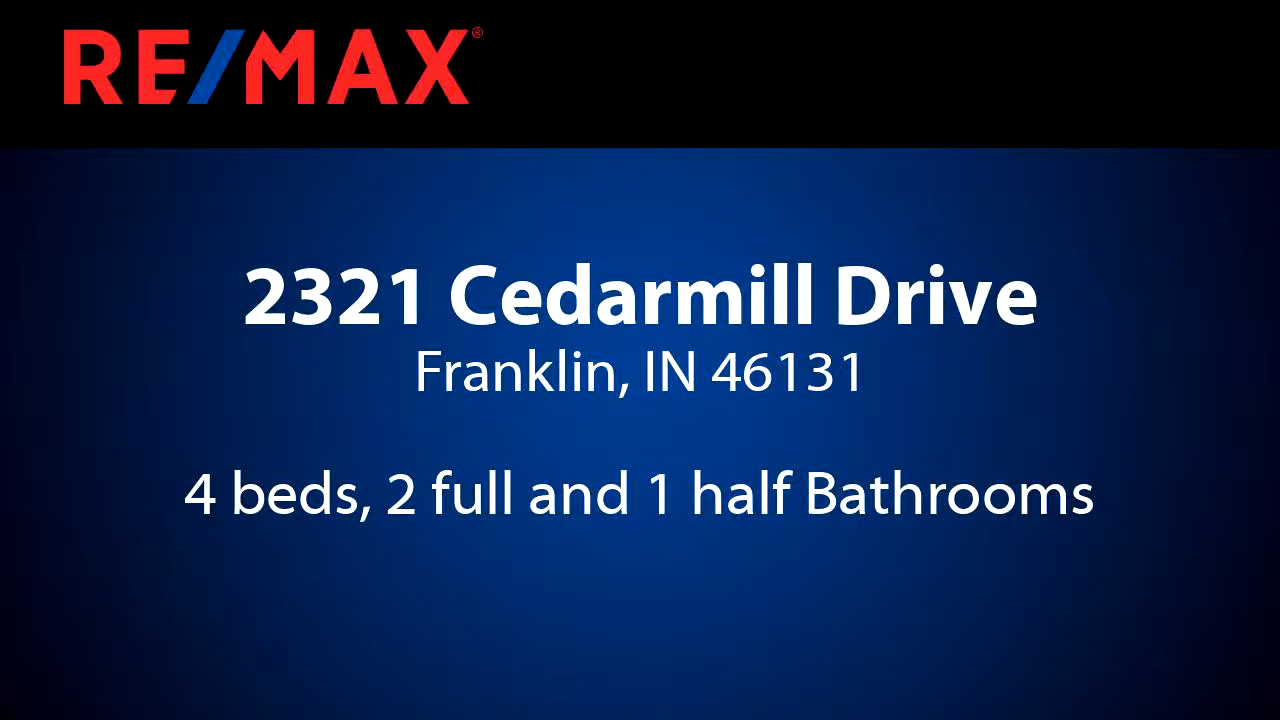 RE/MAX®
2321 Cedarmill Drive
Franklin, IN 46131
4 beds, 2 full and 1 half Bathrooms